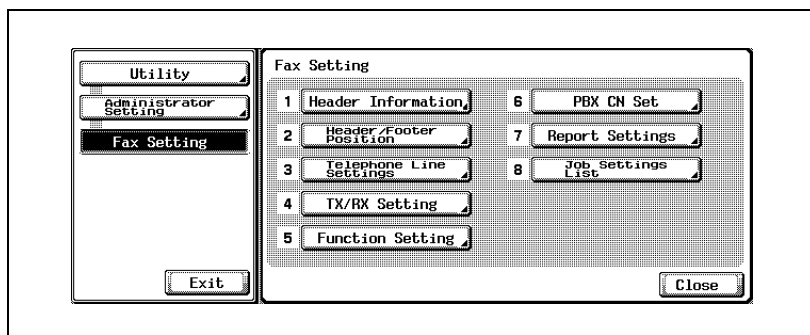 Utility
Administrator
Setting
Fax Setting
Exit
Fax Setting
1 Header Information
2 Header/Footer
Position
3 Telephone Line
Settings
4 TX/RX Setting
5 Function Setting
6 PBX CN Set
7 Report Settings
8 Job Settings
List
Close